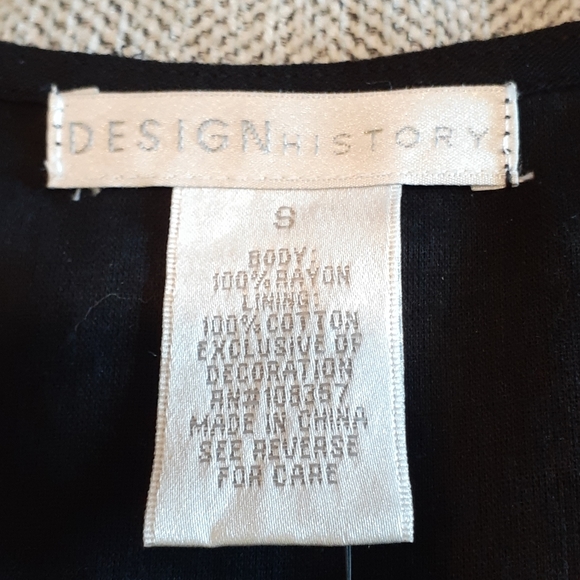 DESIGN HISTORY
S
BODY:
100% RAYON
LINING:
100% COTTON
EXCLUSIVE OF
DECORATION
RN# 108357
MADE IN CHINA
SEE REVERSE
FOR CARE